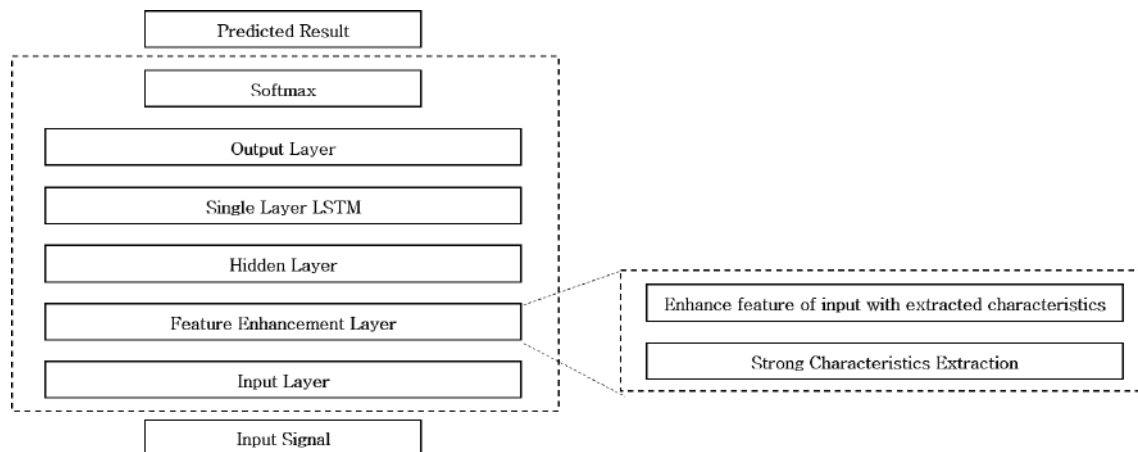 Predicted Result
Softmax
Output Layer
Single Layer LSTM
Hidden Layer
Feature Enhancement Layer
Input Layer
Input Signal
Enhance feature of input with extracted characteristics
Strong Characteristics Extraction